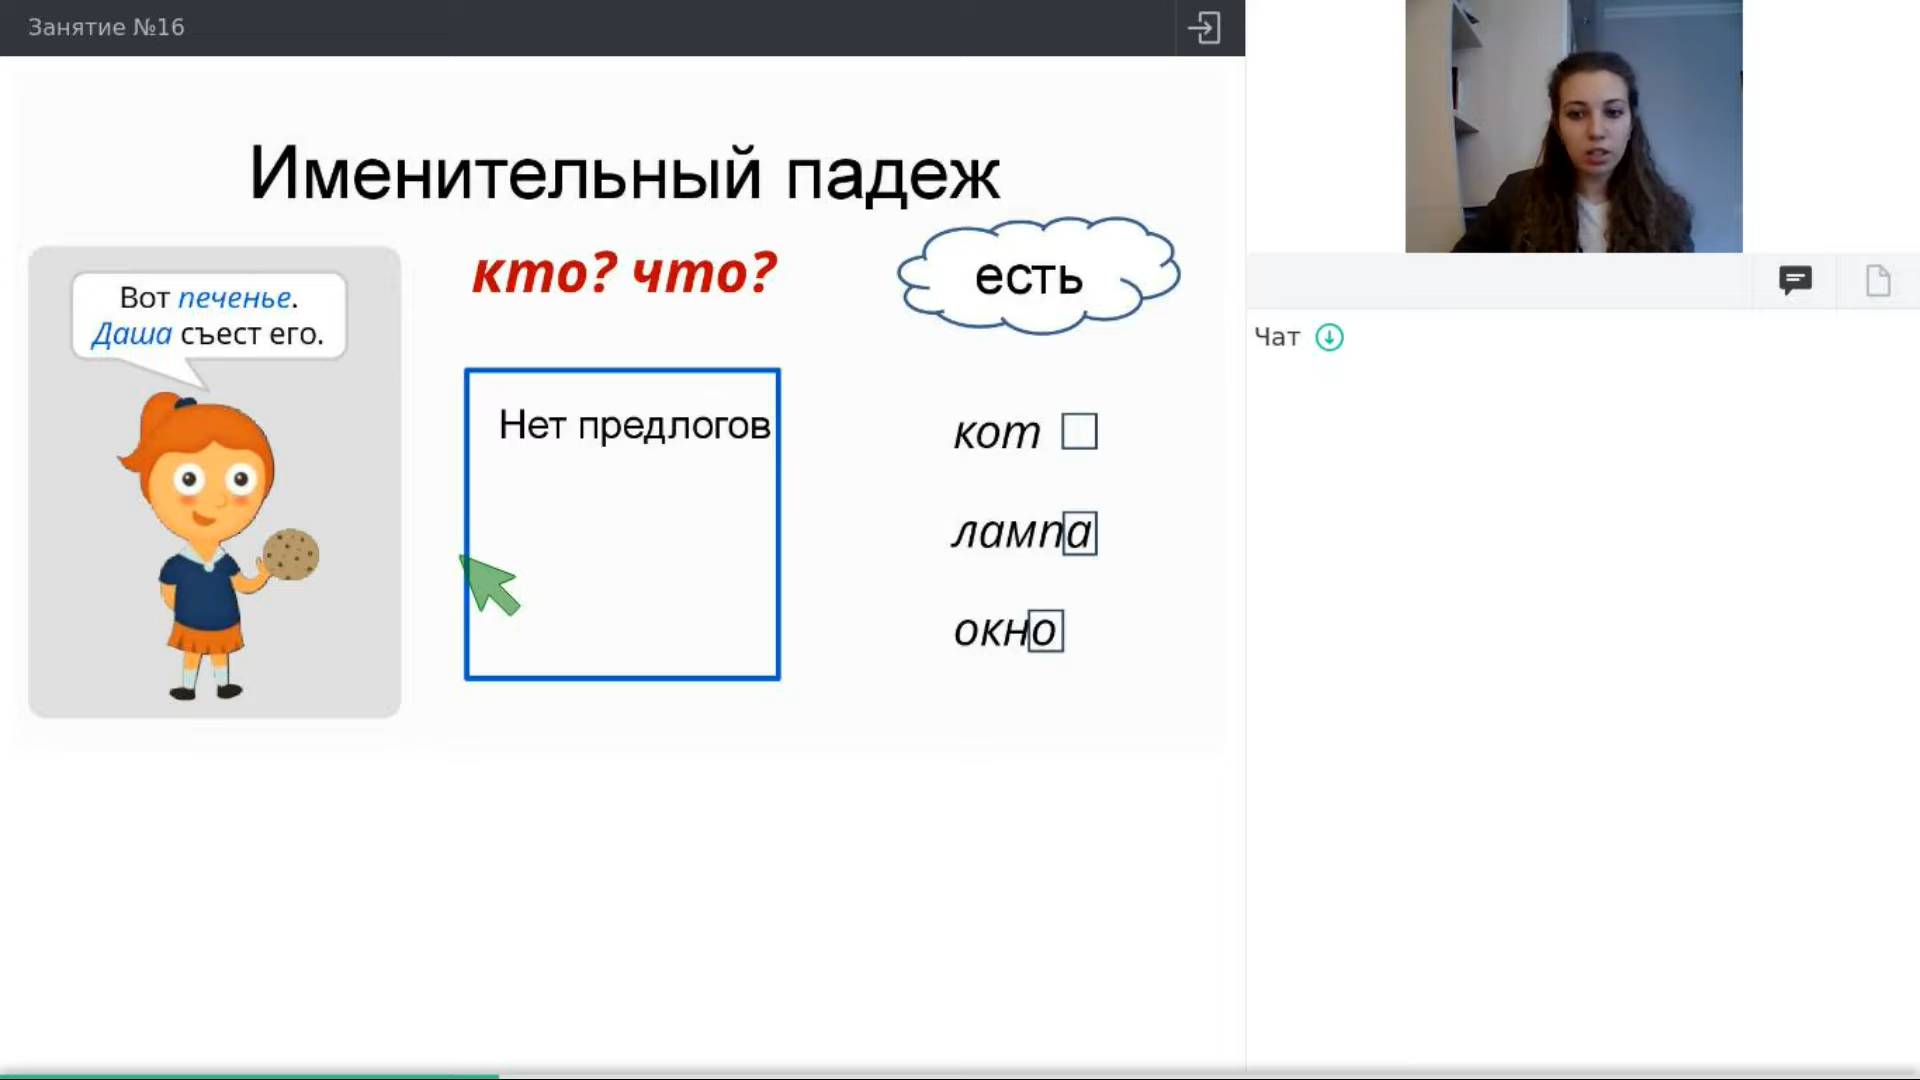 Занятие №16
Именительный падеж
Вот печенье.
Даша съест его.
кто? что?
есть
Нет предлогов
кот
лампа
окно
Чат